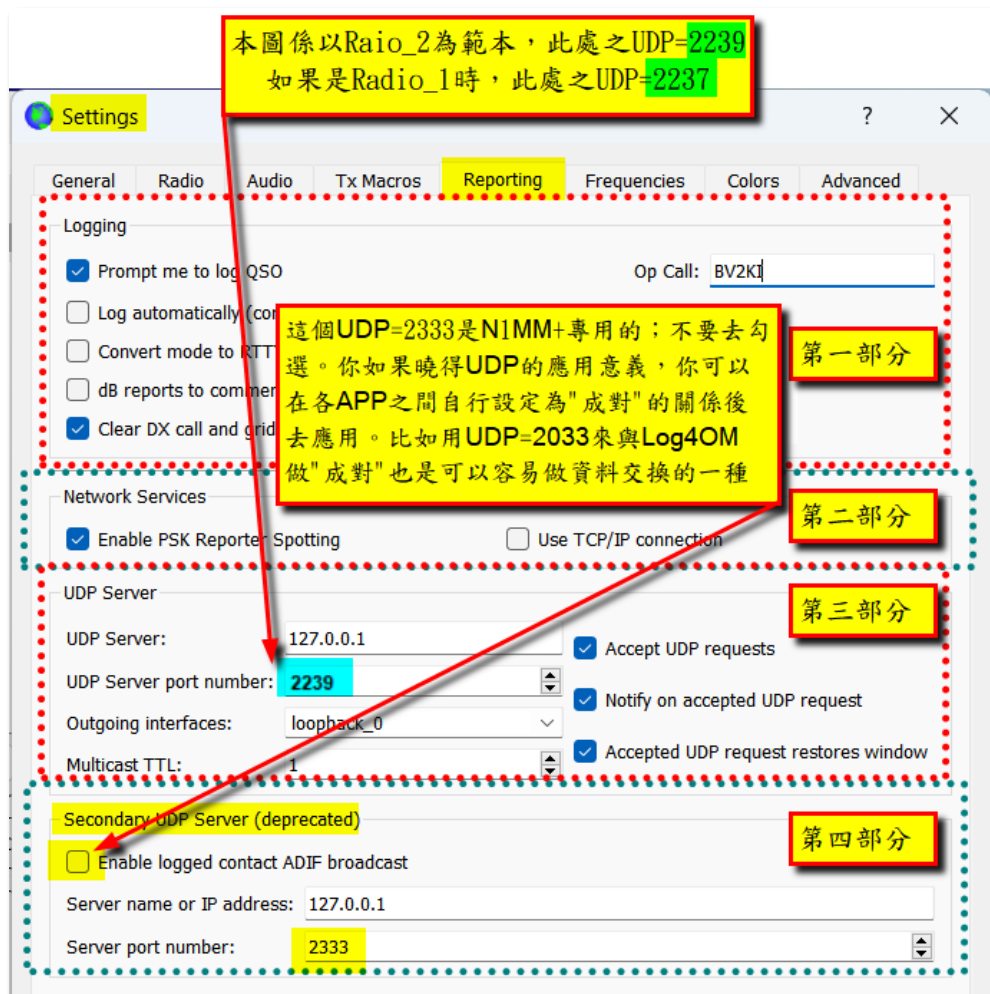 本圖係以Raio_2為範本，此處之UDP=2239
如果是Radio_1時，此處之UDP=2237
Settings
?
General Radio Audio Tx Macros Reporting Frequencies Colors Advanced
Logging
Prompt me to log QSO
Op Call: BV2KI
Log automatically (con
Convert mode to RTT
dB reports to commen
Clear DX call and grid
這個UDP=2333是N1MM+專用的；不要去勾
選。你如果曉得UDP的應用意義，你可以
在各APP之間自行設定為"成對"的關係後
去應用。比如用UDP=2033來與Log4OM
做"成對"也是可以容易做資料交換的一種
第一部分
Network Services
第二部分
Enable PSK Reporter Spotting
Use TCP/IP connection
UDP Server
第三部分
UDP Server: 127.0.0.1
Accept UDP requests
UDP Server port number: 2239
Notify on accepted UDP request
Outgoing interfaces: loopback_0
Accepted UDP request restores window
Multicast TTL: 1
Secondary UDP Server (deprecated)
第四部分
Enable logged contact ADIF broadcast
Server name or IP address: 127.0.0.1
Server port number: 2333